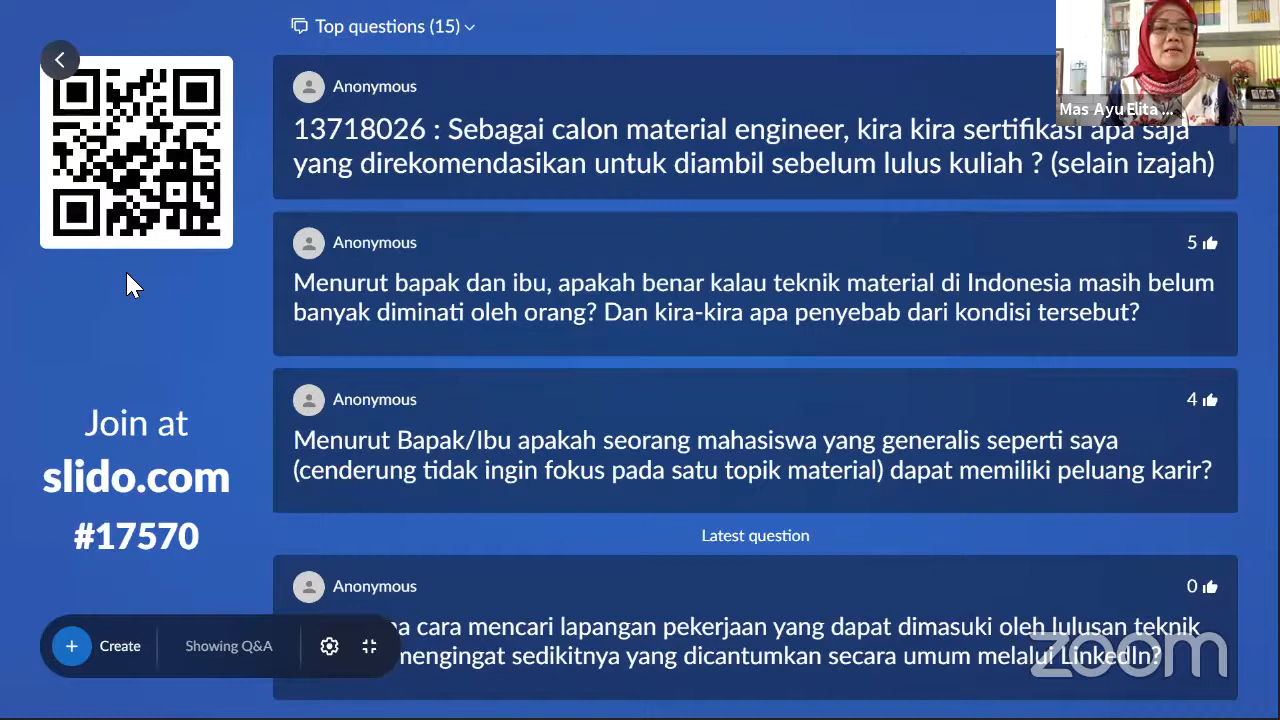 Top questions (15)
Mas Ayu Elita ...
Anonymous
13718026 : Sebagai calon material engineer, kira kira sertifikasi apa saja
yang direkomendasikan untuk diambil sebelum lulus kuliah ? (selain izajah)
Anonymous
5
Menurut bapak dan ibu, apakah benar kalau teknik material di Indonesia masih belum
banyak diminati oleh orang? Dan kira-kira apa penyebab dari kondisi tersebut?
Anonymous
4
Menurut Bapak/Ibu apakah seorang mahasiswa yang generalis seperti saya
(cenderung tidak ingin fokus pada satu topik material) dapat memiliki peluang karir?
Join at
slido.com
#17570
Latest question
Anonymous
0
cara mencari lapangan pekerjaan yang dapat dimasuki oleh lulusan teknik
mengingat sedikitnya yang dicantumkan secara umum melalui LinkedIn?
Create
Showing Q&A
zoom